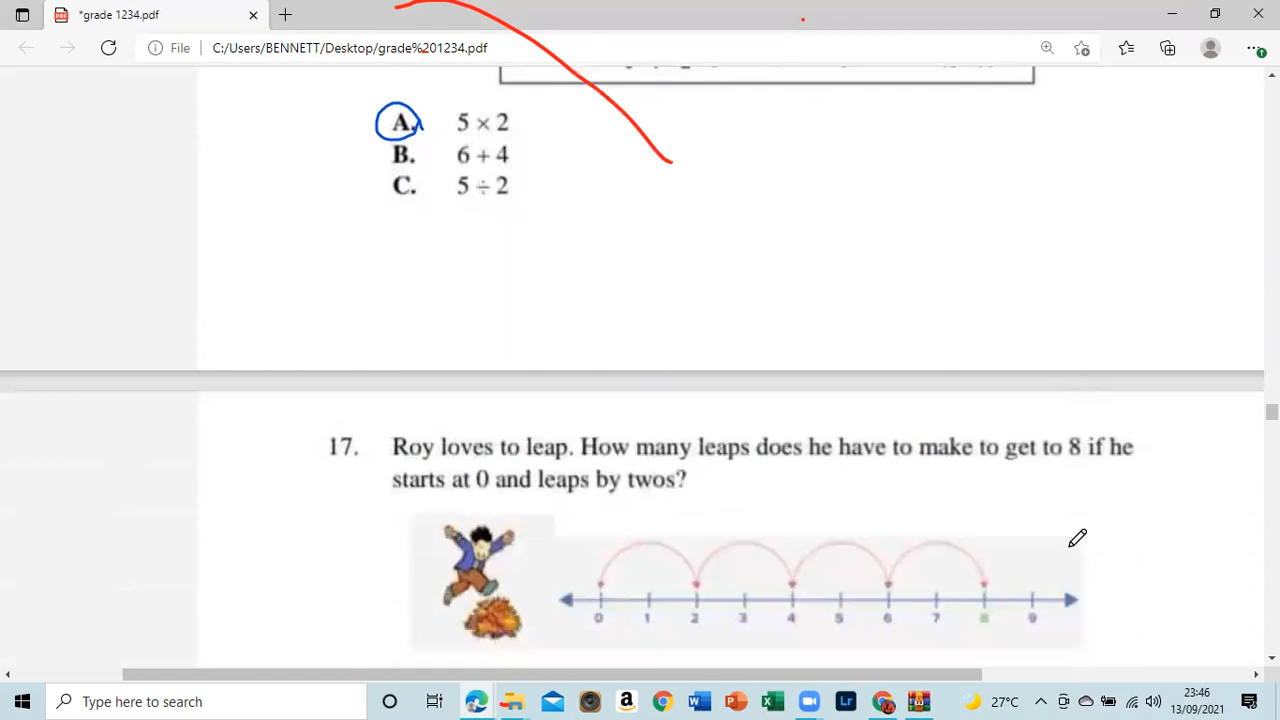 *grade 1234.pdf
File
C:/Users/BENNETT/Desktop/grade%201234.pdf
A. 5 × 2
B. 6 + 4
C. 5 ÷ 2
17. Roy loves to leap. How many leaps does he have to make to get to 8 if he
starts at 0 and leaps by twos?
0 1 2 3 4 5 6 7 8 9
Type here to search
27°C
23:46
13/09/2021